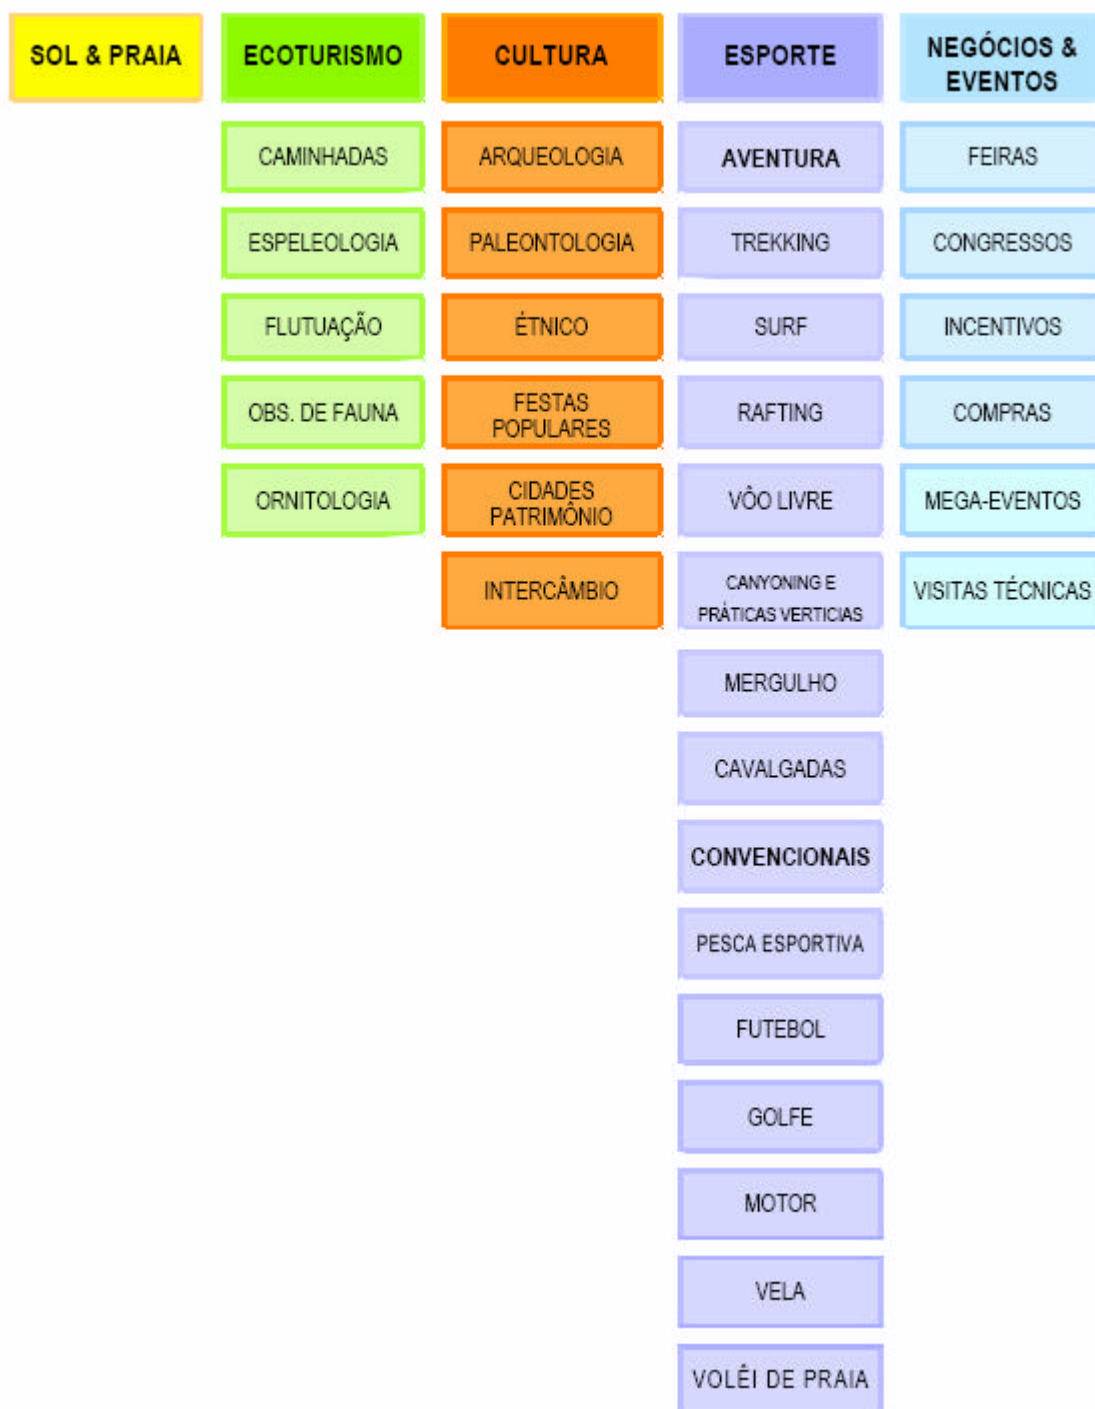 SOL & PRAIA
ECOTURISMO
CAMINHADAS
ESPELEOLOGIA
FLUTUAÇÃO
OBS. DE FAUNA
ORNITOLOGIA
CULTURA
ARQUEOLOGIA
PALEONTOLOGIA
ÉTNICO
FESTAS
POPULARES
CIDADES
PATRIMÔNIO
INTERCÂMBIO
ESPORTE
AVENTURA
TREKKING
SURF
RAFTING
VÔO LIVRE
CANYONING E
PRÁTICAS VERTICIAS
MERGULHO
CAVALGADAS
CONVENCIONAIS
PESCA ESPORTIVA
FUTEBOL
GOLFE
MOTOR
VELA
VOLÊI DE PRAIA
NEGÓCIOS &
EVENTOS
FEIRAS
CONGRESSOS
INCENTIVOS
COMPRAS
MEGA-EVENTOS
VISITAS TÉCNICAS